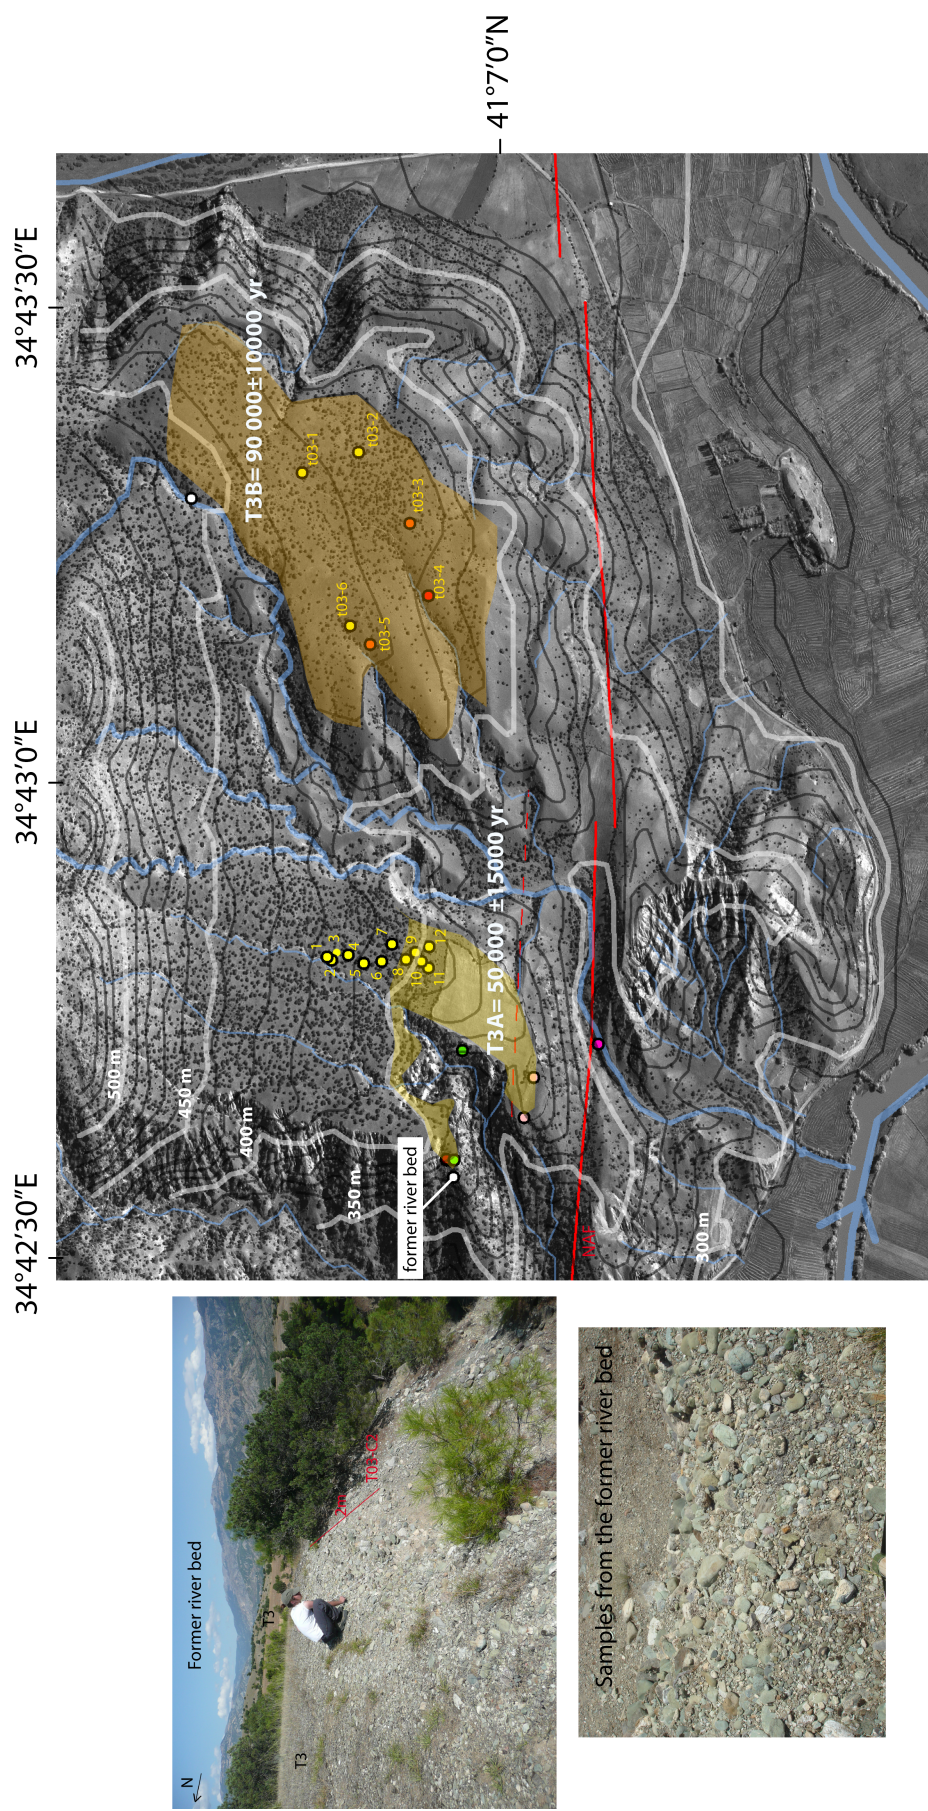 41°7'0"N
34°43'30"E
34°43'0"E
34°42'30"E
T3B= 90 000±10000 yr
t03-1
t03-2
t03-3
t03-4
t03-5
t03-6
T3A= 50 000 ±15000 yr
1
2
3
4
5
6
7
8
9
10
11
12
500 m
450 m
400 m
350 m
300 m
former river bed
NAF
N
Former river bed
T3
T3
2m
T03-C2
Samples from the former river bed